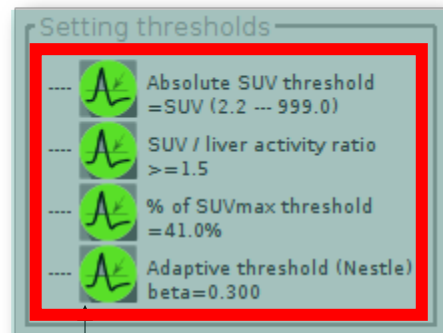 Setting thresholds
Absolute SUV threshold
=SUV (2.2 --- 999.0)
SUV / liver activity ratio
>=1.5
% of SUVmax threshold
=41.0%
Adaptive threshold (Nestle)
beta=0.300